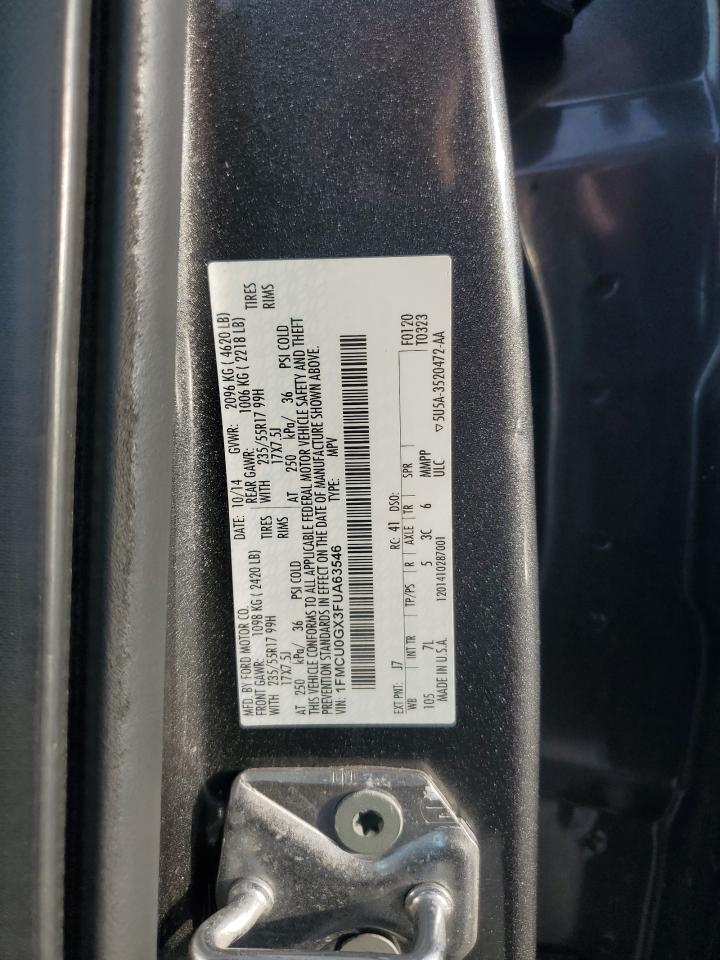 MFD. BY FORD MOTOR CO.
DATE: 10/14 GVWR: 2096 KG ( 4620 LB)
FRONT GAWR: 1098 KG ( 2420 LB) REAR GAWR: 1006 KG ( 2218 LB)
WITH 235/55R17 99H TIRES WITH 235/55R17 99H TIRES
17X7.5J RIMS 17X7.5J RIMS
AT 250 kPa/ 36 PSI COLD AT 250 kPa/ 36 PSI COLD
THIS VEHICLE CONFORMS TO ALL APPLICABLE FEDERAL MOTOR VEHICLE SAFETY AND THEFT
PREVENTION STANDARDS IN EFFECT ON THE DATE OF MANUFACTURE SHOWN ABOVE.
VIN: 1FMCU0GX3FUA63546 TYPE: MPV
EXT PNT: J7 RC: 41 DSO: F0120
WB INT TR TP/PS R AXLE TR SPR T0323
105 7L 5 3C 6 MMPP
ULC
MADE IN U.S.A. 1201410287001 ▽5U5A-3520472-AA